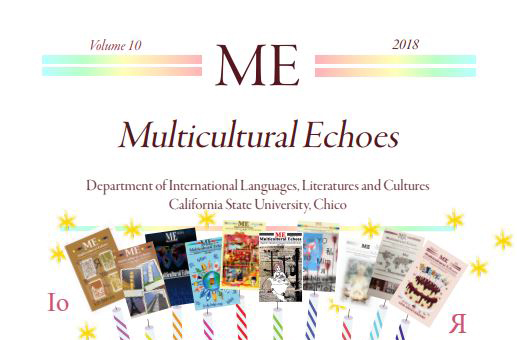 Volume 10
ME
2018
Multicultural Echoes
Department of International Languages, Literatures and Cultures
California State University, Chico
ME
Multicultural Echoes
Io
Я